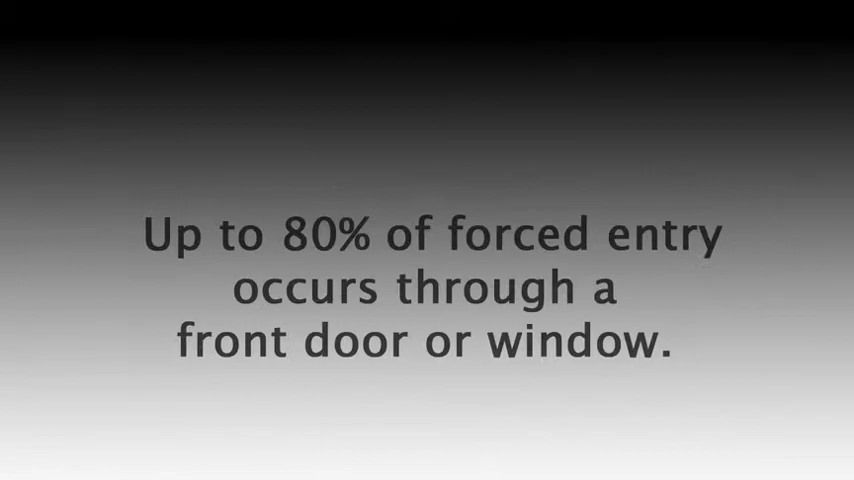 Up to 80% of forced entry
occurs through a
front door or window.